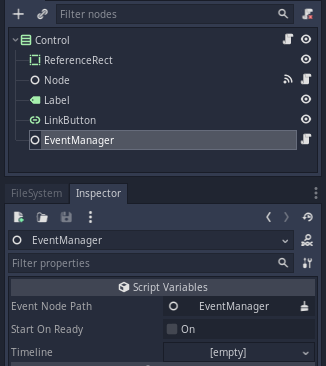 Filter nodes
Control
ReferenceRect
Node
Label
LinkButton
EventManager
FileSystem Inspector
EventManager
Filter properties
Script Variables
Event Node Path EventManager
Start On Ready On
Timeline [empty]